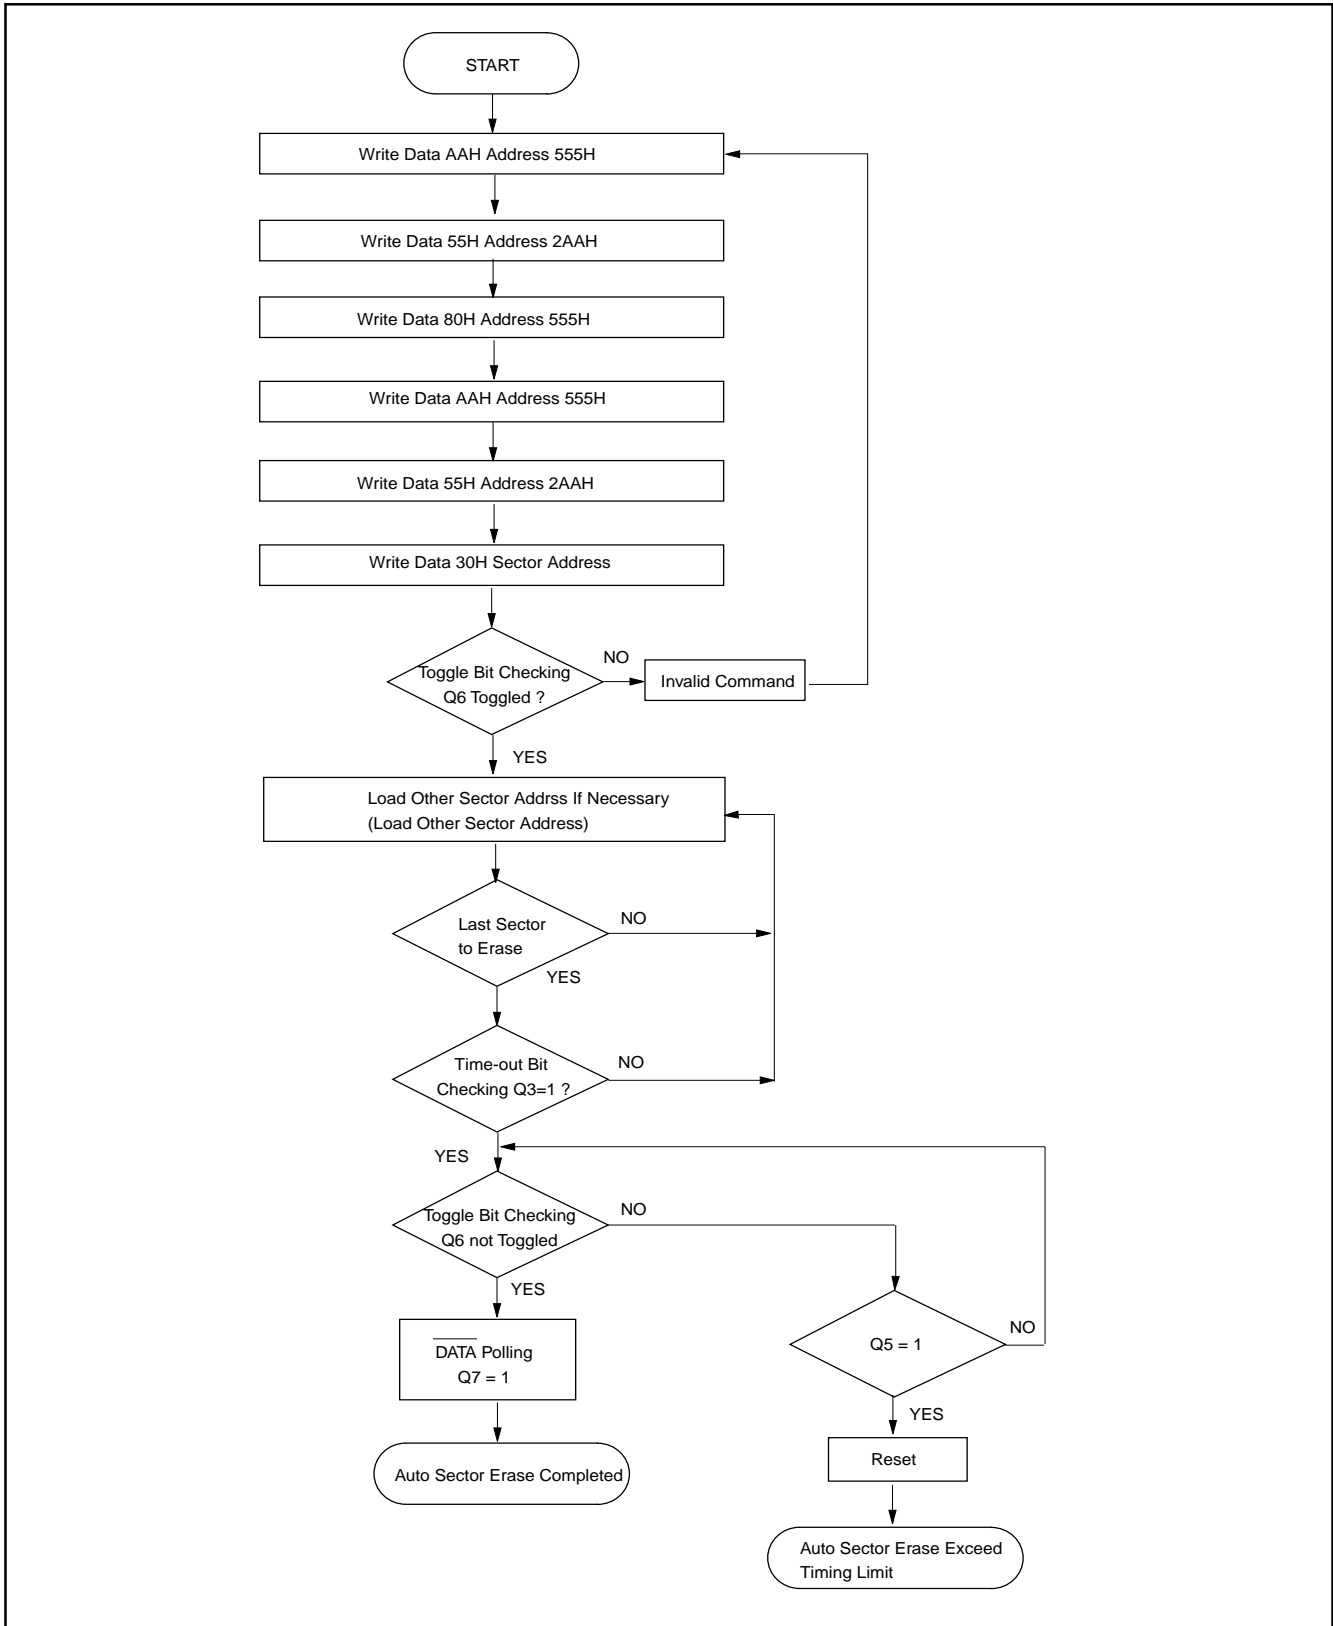 START
Write Data AAH Address 555H
Write Data 55H Address 2AAH
Write Data 80H Address 555H
Write Data AAH Address 555H
Write Data 55H Address 2AAH
Write Data 30H Sector Address
Toggle Bit Checking
Q6 Toggled ?
NO
Invalid Command
YES
Load Other Sector Addrss If Necessary
(Load Other Sector Address)
Last Sector
to Erase
NO
YES
Time-out Bit
Checking Q3=1 ?
NO
YES
Toggle Bit Checking
Q6 not Toggled
NO
YES
DATA Polling
Q7 = 1
Q5 = 1
NO
YES
Auto Sector Erase Completed
Reset
Auto Sector Erase Exceed
Timing Limit